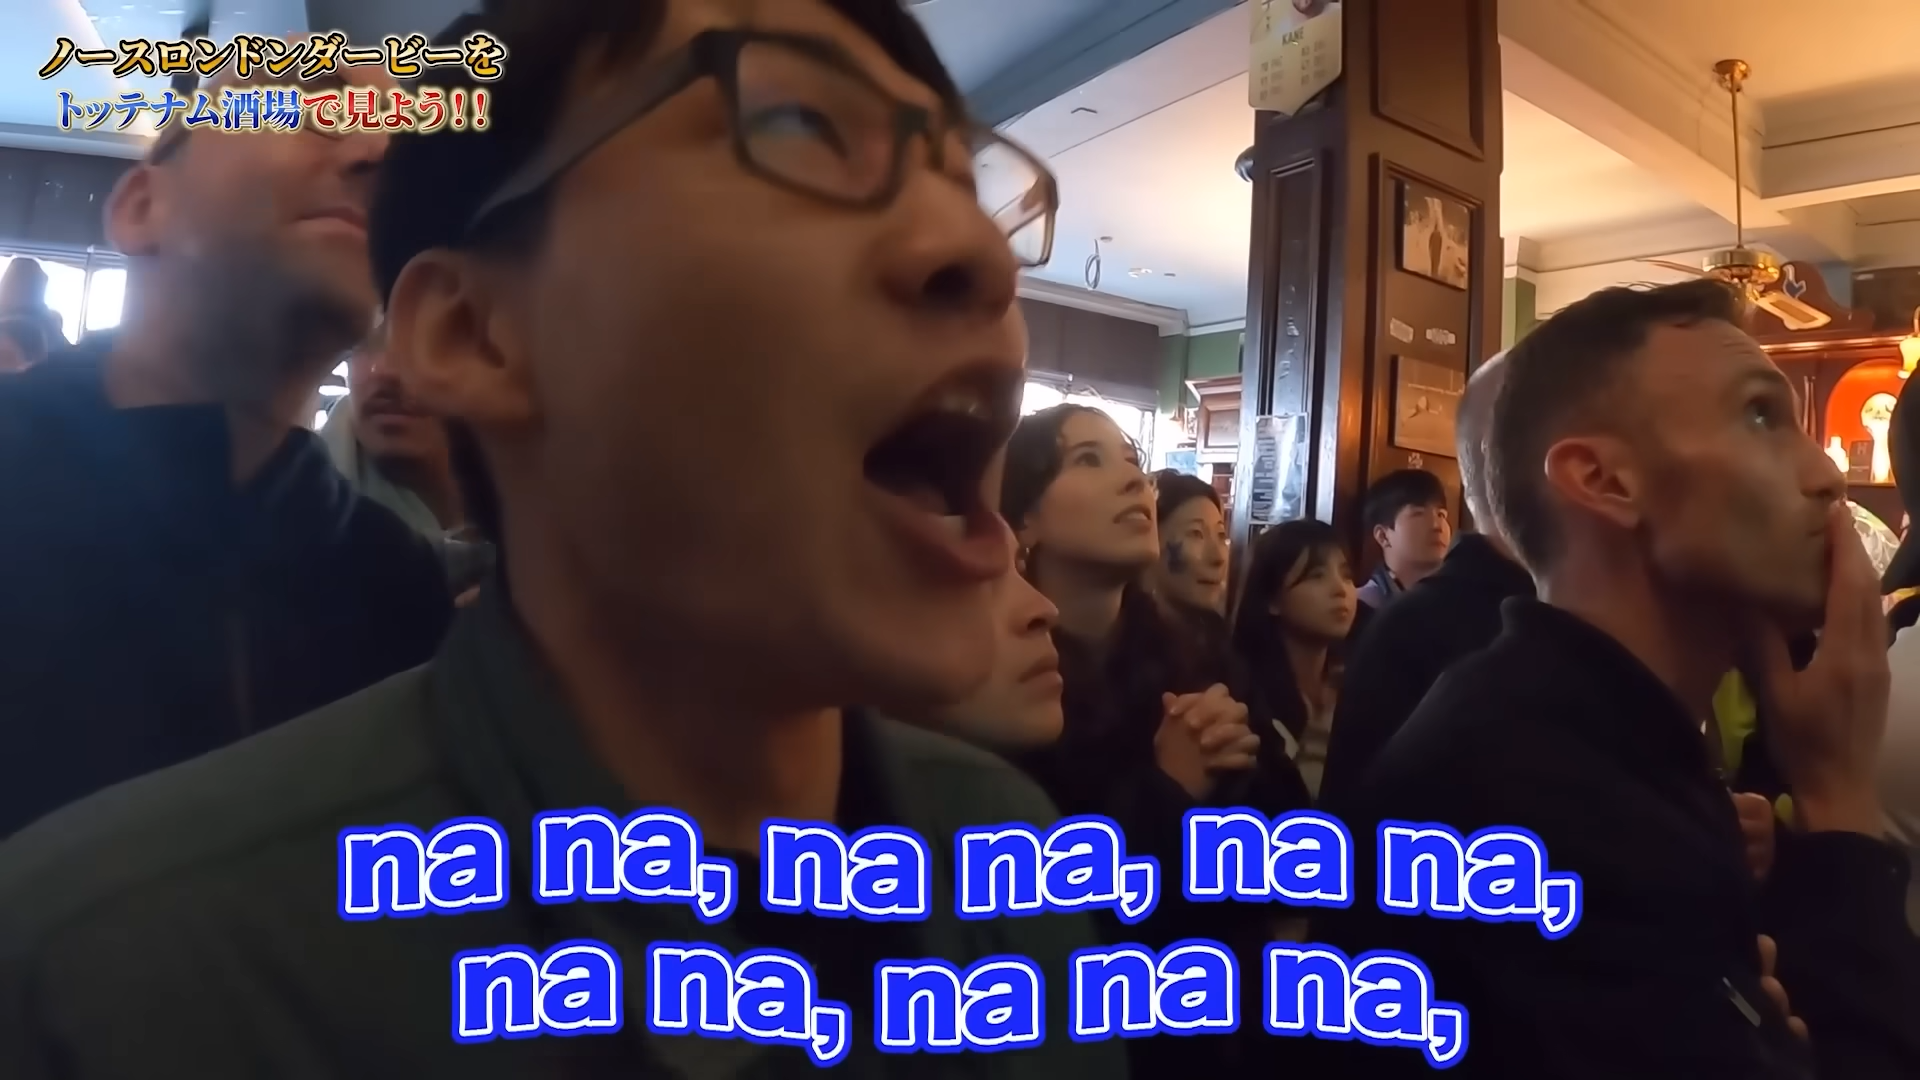 ノースロンドンダービーを
トッテナム酒場で見よう!!
KANE
na na, na na, na na,
na na, na na na,